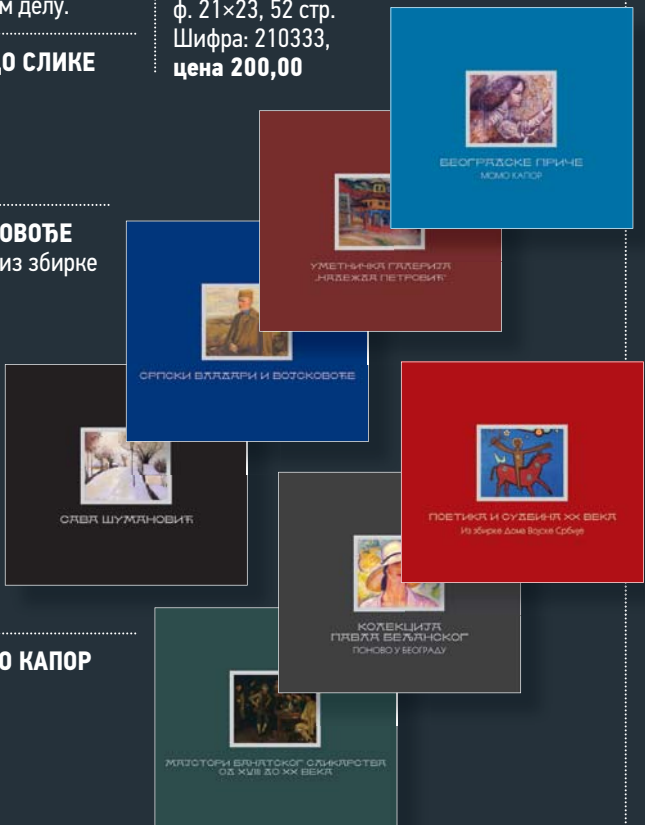 м делу.
ДО СЛИКЕ
ОВОЂЕ
из збирке
О КАПОР
ф. 21×23, 52 стр.
Шифра: 210333,
цена 200,00
БЕОГРАДСКЕ ПРИЧЕ
МОМО КАПОР
УМЕТНИЧКА ГАЛЕРИЈА
„НАДЕЖДА ПЕТРОВИЋ“
СРПСКИ ВЛАДАРИ И ВОЈСКОВОЂЕ
САВА ШУМАНОВИЋ
ПОЕТИКА И СУДБИНА XX ВЕКА
Из збирке Дома Војске Србије
КОЛЕКЦИЈА
ПАВЛА БЕЉАНСКОГ
ПОНОВО У БЕОГРАДУ
МАЈСТОРИ БАНАТСКОГ СЛИКАРСТВА
ОД XVIII ДО XX ВЕКА